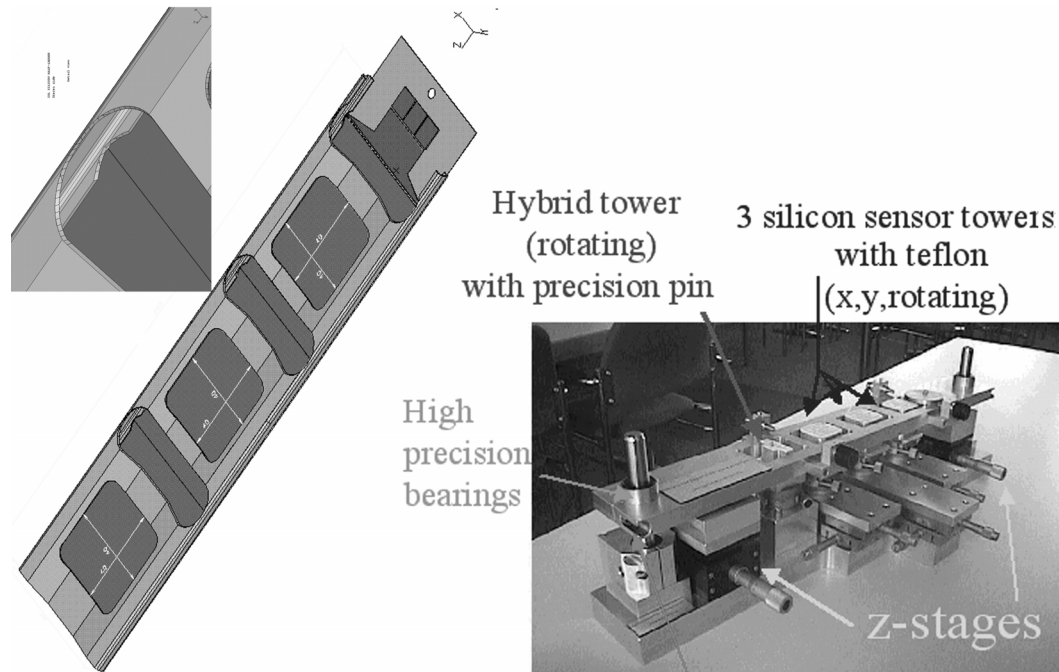 X
Z
Hybrid tower
(rotating)
with precision pin
3 silicon sensor towers
with teflon
(x,y,rotating)
High
precision
bearings
z-stages